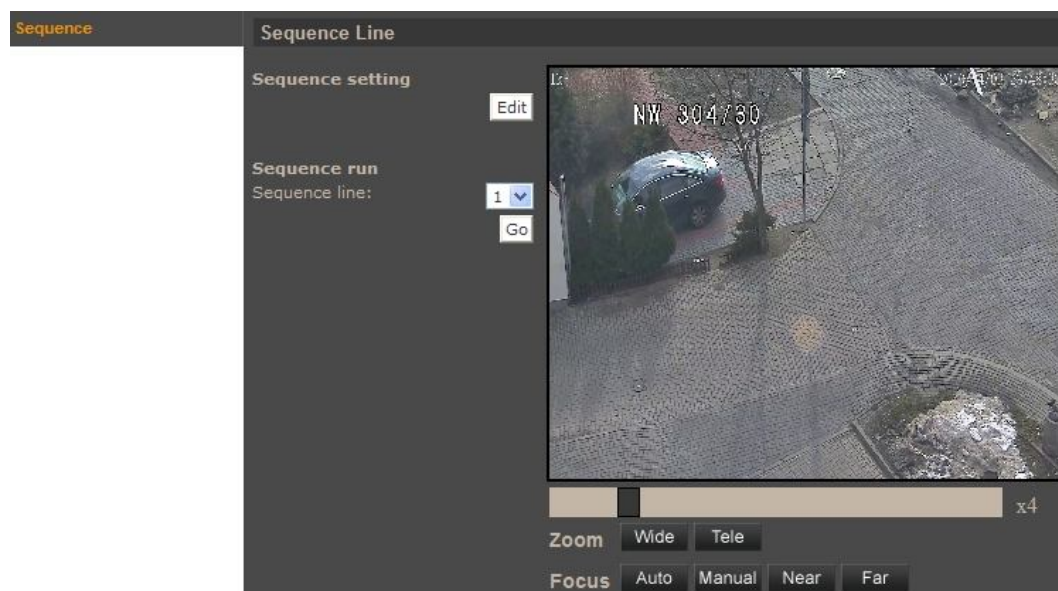 Sequence
Sequence Line
Sequence setting
Edit
Sequence run
Sequence line:
1
Go
NW 304/30
x4
Zoom
Wide
Tele
Focus
Auto
Manual
Near
Far